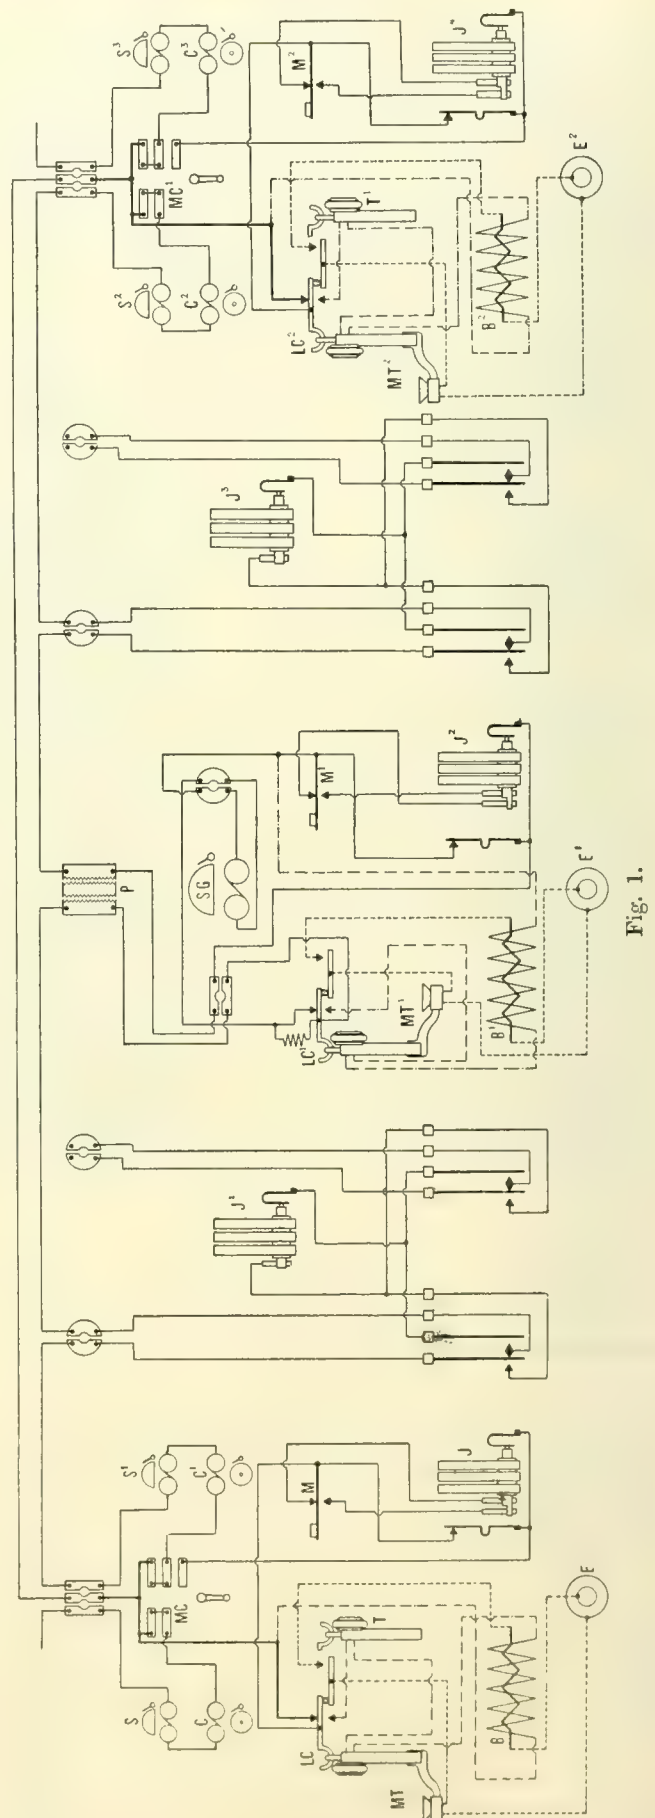 S S¹
C C¹
MC
M
LC T
MT
J
B
E
J¹
P
SG
M¹
LC¹
MT¹
J²
B¹
E¹
J³
S² S³
C² C³
MC¹
M²
LC² T¹
MT²
J⁴
B²
E²
Fig. 1.